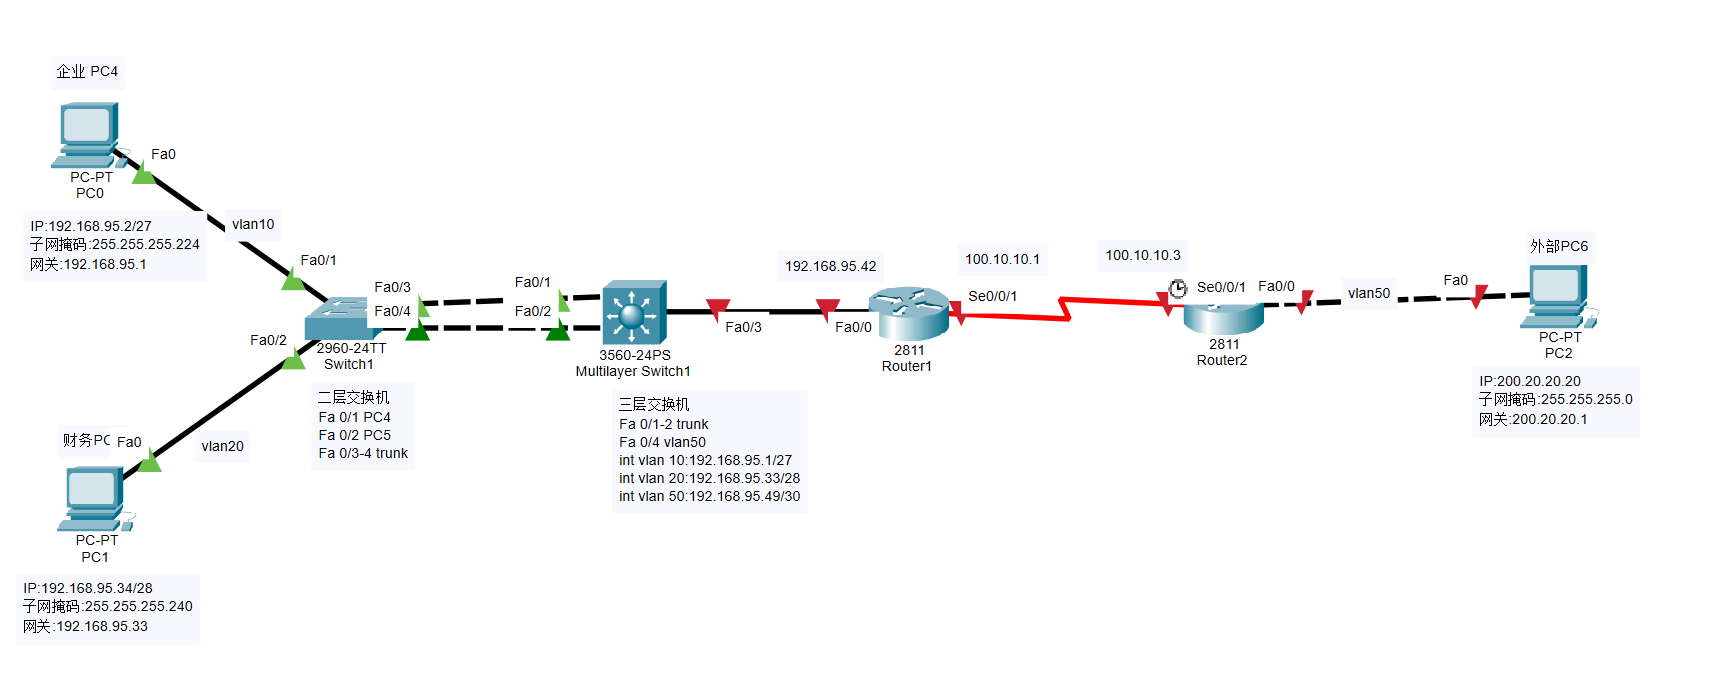 企业 PC4
Fa0
PC-PT
PC0
IP:192.168.95.2/27
子网掩码:255.255.255.224
网关:192.168.95.1
vlan10
Fa0/1
Fa0/3
Fa0/4
Fa0/2
2960-24TT
Switch1
二层交换机
Fa 0/1 PC4
Fa 0/2 PC5
Fa 0/3-4 trunk
财务PC
Fa0
vlan20
PC-PT
PC1
IP:192.168.95.34/28
子网掩码:255.255.255.240
网关:192.168.95.33
Fa0/1
Fa0/2
3560-24PS
Multilayer Switch1
三层交换机
Fa 0/1-2 trunk
Fa 0/4 vlan50
int vlan 10:192.168.95.1/27
int vlan 20:192.168.95.33/28
int vlan 50:192.168.95.49/30
Fa0/3
192.168.95.42
Fa0/0
2811
Router1
100.10.10.1
Se0/0/1
100.10.10.3
Se0/0/1
Fa0/0
2811
Router2
vlan50
外部PC6
Fa0
PC-PT
PC2
IP:200.20.20.20
子网掩码:255.255.255.0
网关:200.20.20.1